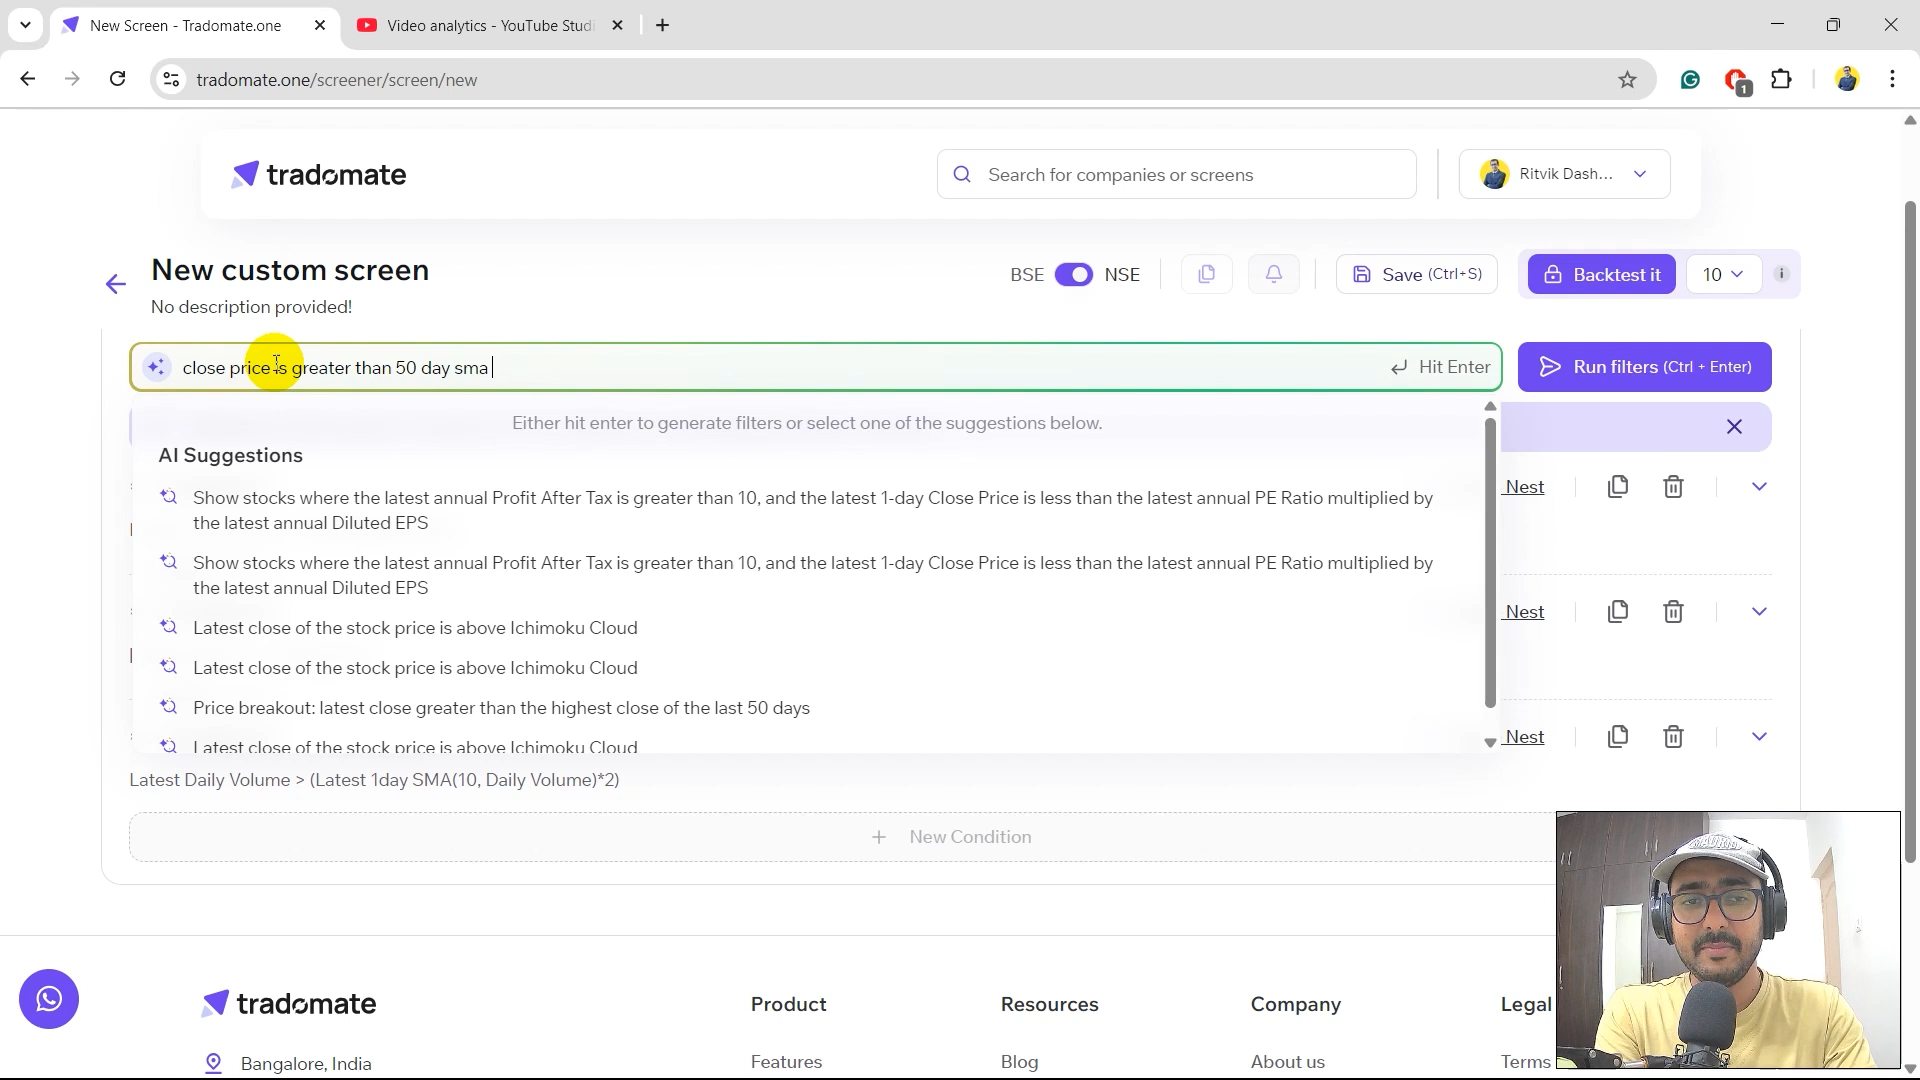 New Screen - Tradomate.one
Video analytics - YouTube Studi
tradomate.one/screener/screen/new
1
tradomate
Search for companies or screens
Ritvik Dash...
New custom screen
No description provided!
BSE
NSE
Save (Ctrl+S)
Backtest it
10
i
close price is greater than 50 day sma
Hit Enter
Run filters (Ctrl + Enter)
Either hit enter to generate filters or select one of the suggestions below.
AI Suggestions
Show stocks where the latest annual Profit After Tax is greater than 10, and the latest 1-day Close Price is less than the latest annual PE Ratio multiplied by
the latest annual Diluted EPS
Show stocks where the latest annual Profit After Tax is greater than 10, and the latest 1-day Close Price is less than the latest annual PE Ratio multiplied by
the latest annual Diluted EPS
Latest close of the stock price is above Ichimoku Cloud
Latest close of the stock price is above Ichimoku Cloud
Price breakout: latest close greater than the highest close of the last 50 days
Latest close of the stock price is above Ichimoku Cloud
Nest
Nest
Nest
Latest Daily Volume > (Latest 1day SMA(10, Daily Volume)*2)
+ New Condition
MADRID
tradomate
Product
Resources
Company
Legal
Bangalore, India
Features
Blog
About us
Terms